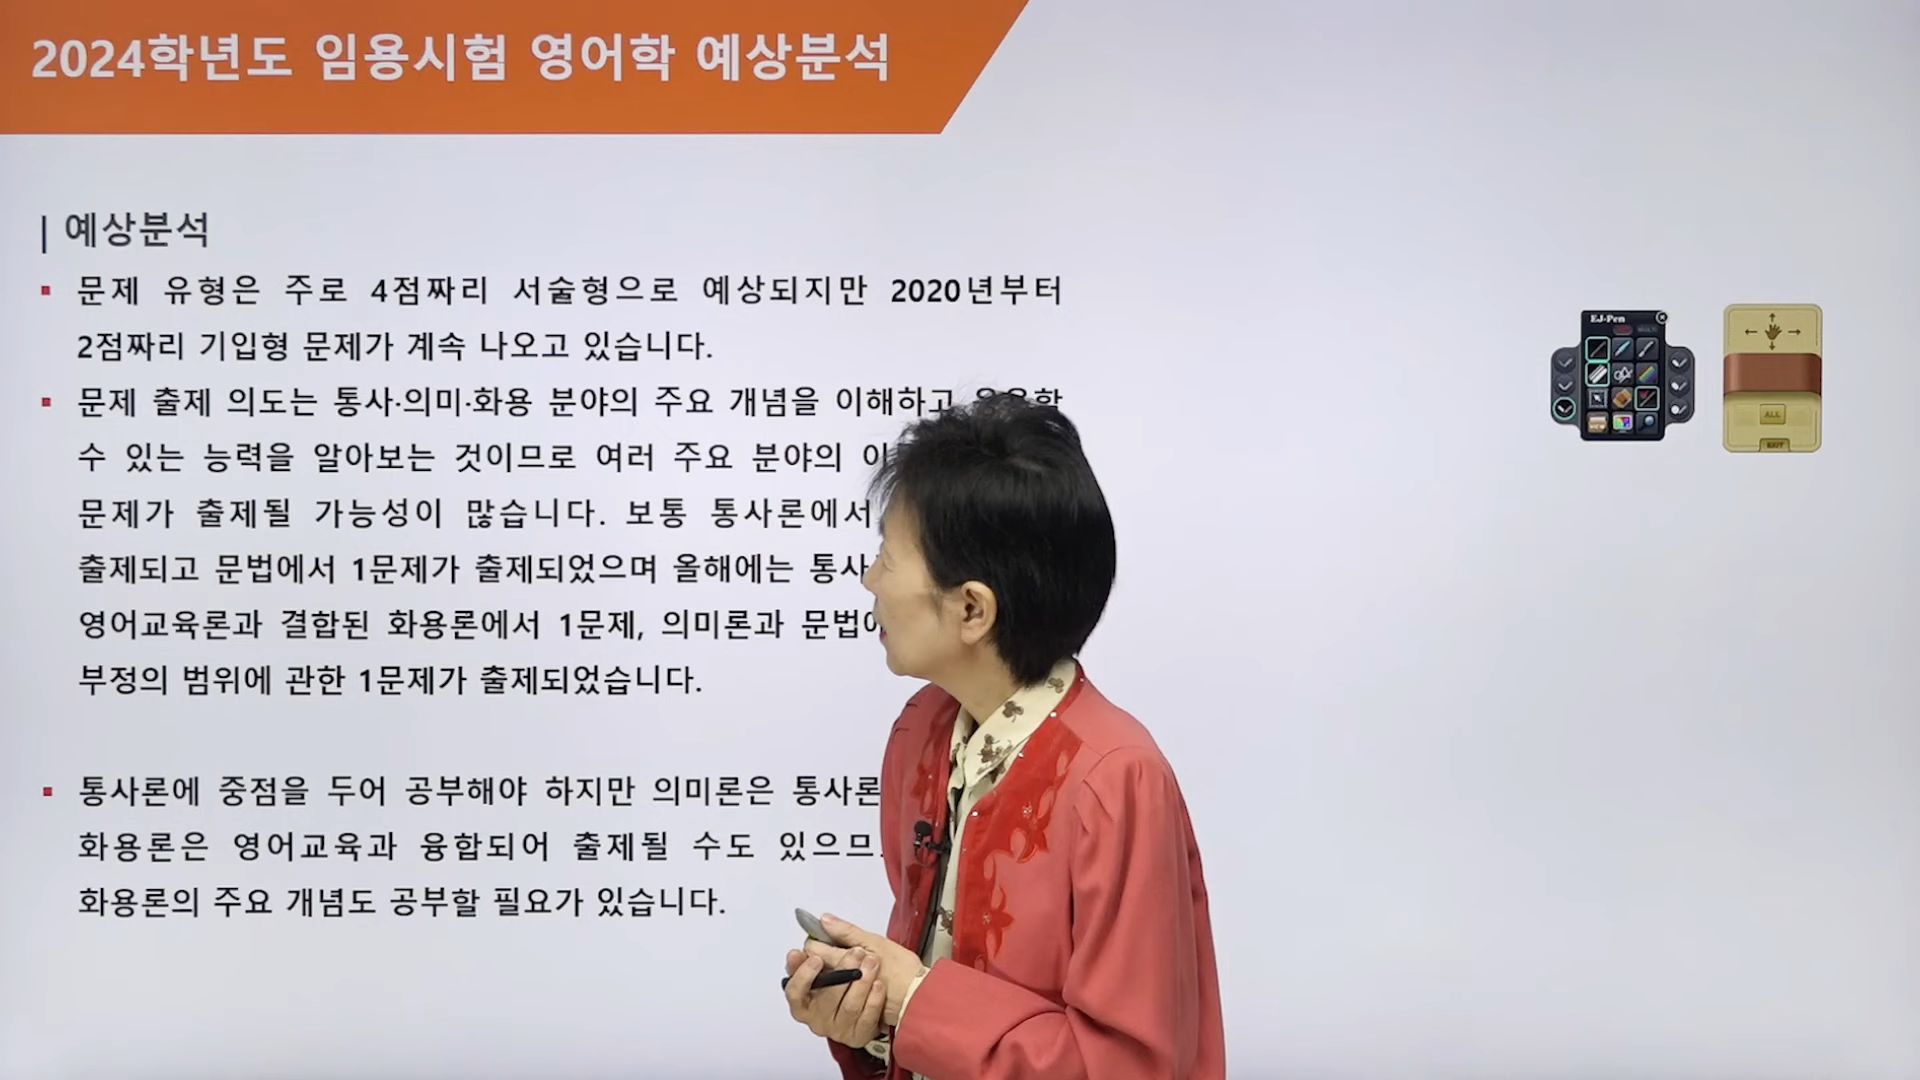 2024학년도 임용시험 영어학 예상분석
| 예상분석
문제 유형은 주로 4점짜리 서술형으로 예상되지만 2020년부터
2점짜리 기입형 문제가 계속 나오고 있습니다.
문제 출제 의도는 통사·의미·화용 분야의 주요 개념을 이해하고
수 있는 능력을 알아보는 것이므로 여러 주요 분야의
문제가 출제될 가능성이 많습니다. 보통 통사론에서
출제되고 문법에서 1문제가 출제되었으며 올해에는
영어교육론과 결합된 화용론에서 1문제, 의미론과
부정의 범위에 관한 1문제가 출제되었습니다.
통사론에 중점을 두어 공부해야 하지만 의미론은
화용론은 영어교육과 융합되어 출제될 수도
화용론의 주요 개념도 공부할 필요가 있습니다.
EJ-Pen
ALL
EXIT